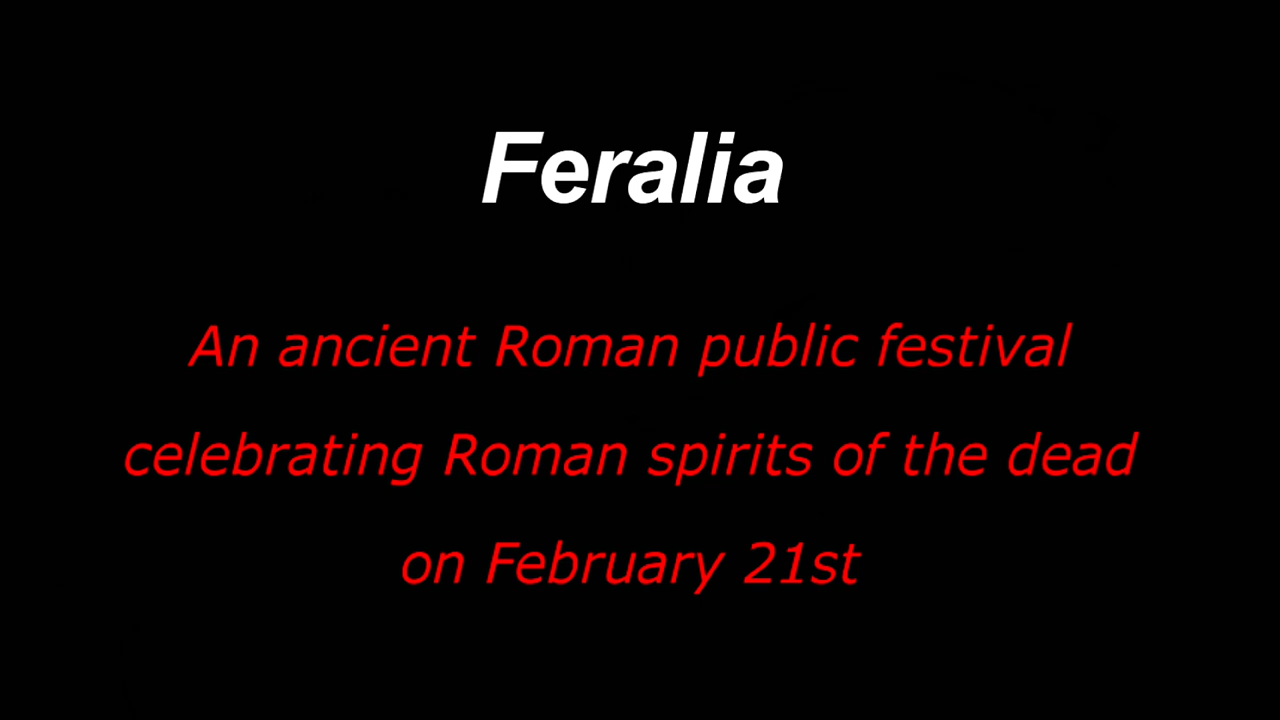 Feralia
An ancient Roman public festival
celebrating Roman spirits of the dead
on February 21st